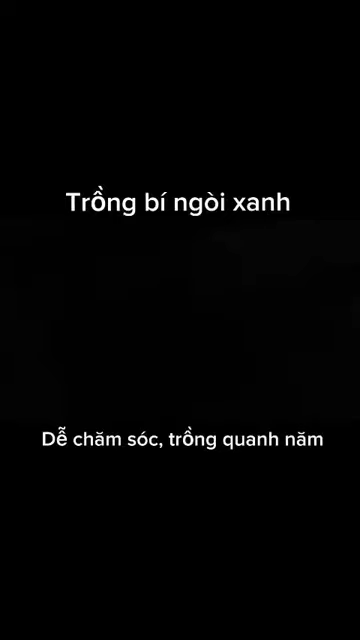 Trồng bí ngòi xanh
Dễ chăm sóc, trồng quanh năm